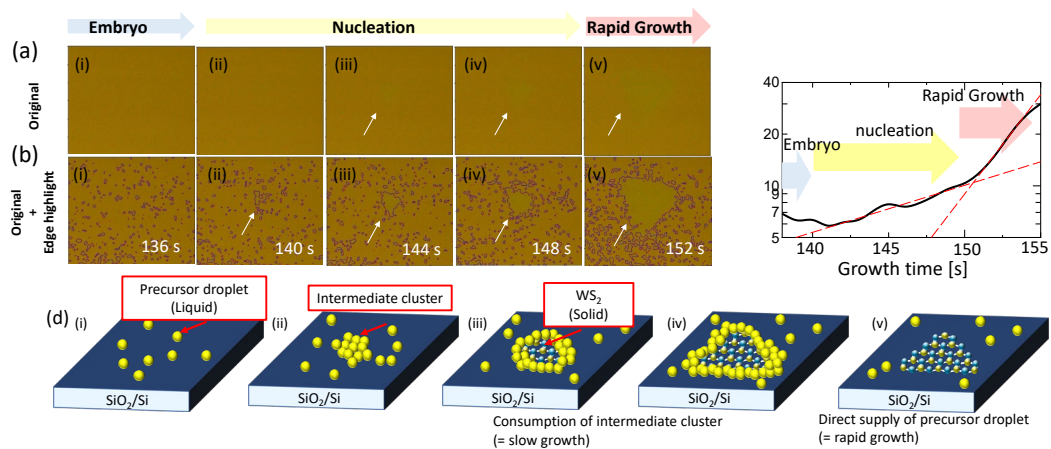 Embryo
Nucleation
Rapid Growth
(a)
Original
(i)
(ii)
(iii)
(iv)
(v)
(b)
Original
+
Edge highlight
(i)
(ii)
(iii)
(iv)
(v)
136 s
140 s
144 s
148 s
152 s
40
30
20
10
9
7
6
5
Rapid Growth
nucleation
Embryo
140
145
150
155
Growth time [s]
(d)
(i)
Precursor droplet
(Liquid)
SiO2/Si
(ii)
Intermediate cluster
SiO2/Si
(iii)
WS2
(Solid)
SiO2/Si
(iv)
SiO2/Si
(v)
SiO2/Si
Consumption of intermediate cluster
(= slow growth)
Direct supply of precursor droplet
(= rapid growth)